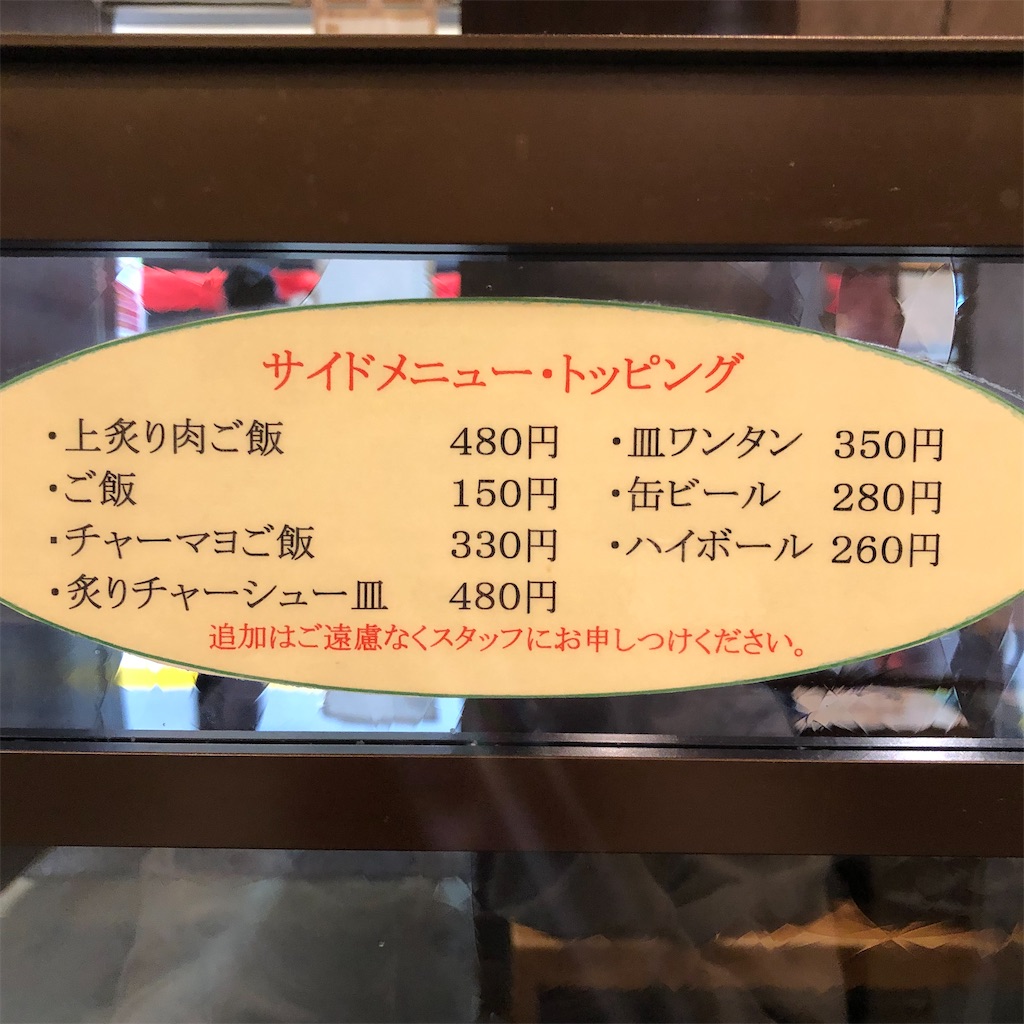 サイドメニュー・トッピング
・上炙り肉ご飯 480円
・ご飯 150円
・チャーマヨご飯 330円
・炙りチャーシュー皿 480円
・皿ワンタン 350円
・缶ビール 280円
・ハイボール 260円
追加はご遠慮なくスタッフにお申しつけください。